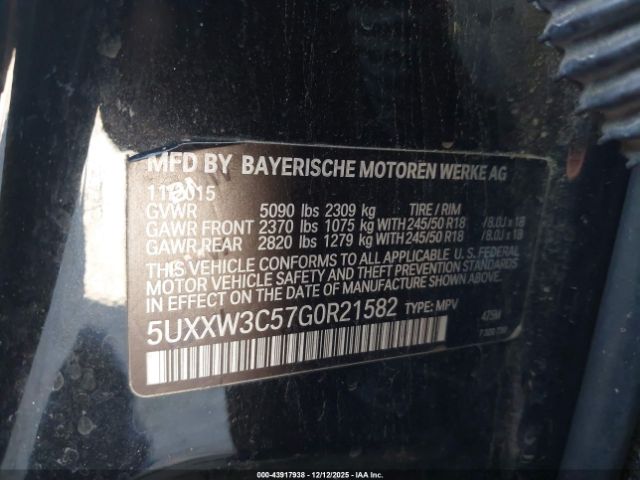 MFD BY BAYERISCHE MOTOREN WERKE AG
2015
GVWR 5090 lbs 2309 kg TIRE / RIM
GAWR FRONT 2370 lbs 1075 kg WITH 245/50 R18 / 8.0J x 18
GAWR REAR 2820 lbs 1279 kg WITH 245/50 R18 / 8.0J x 18
THIS VEHICLE CONFORMS TO ALL APPLICABLE U.S. FEDERAL
MOTOR VEHICLE SAFETY AND THEFT PREVENTION STANDARDS
IN EFFECT ON THE DATE OF MANUFACTURE SHOWN ABOVE.
5UXXW3C57G0R21582 TYPE: MPV
475M
000-43917938 - 12/12/2025 - IAAI.COM